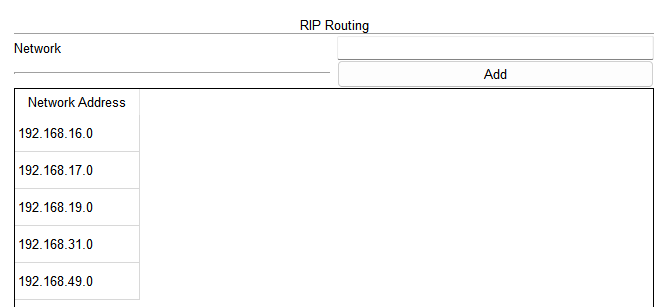 RIP Routing
Network
Add
Network Address
192.168.16.0
192.168.17.0
192.168.19.0
192.168.31.0
192.168.49.0